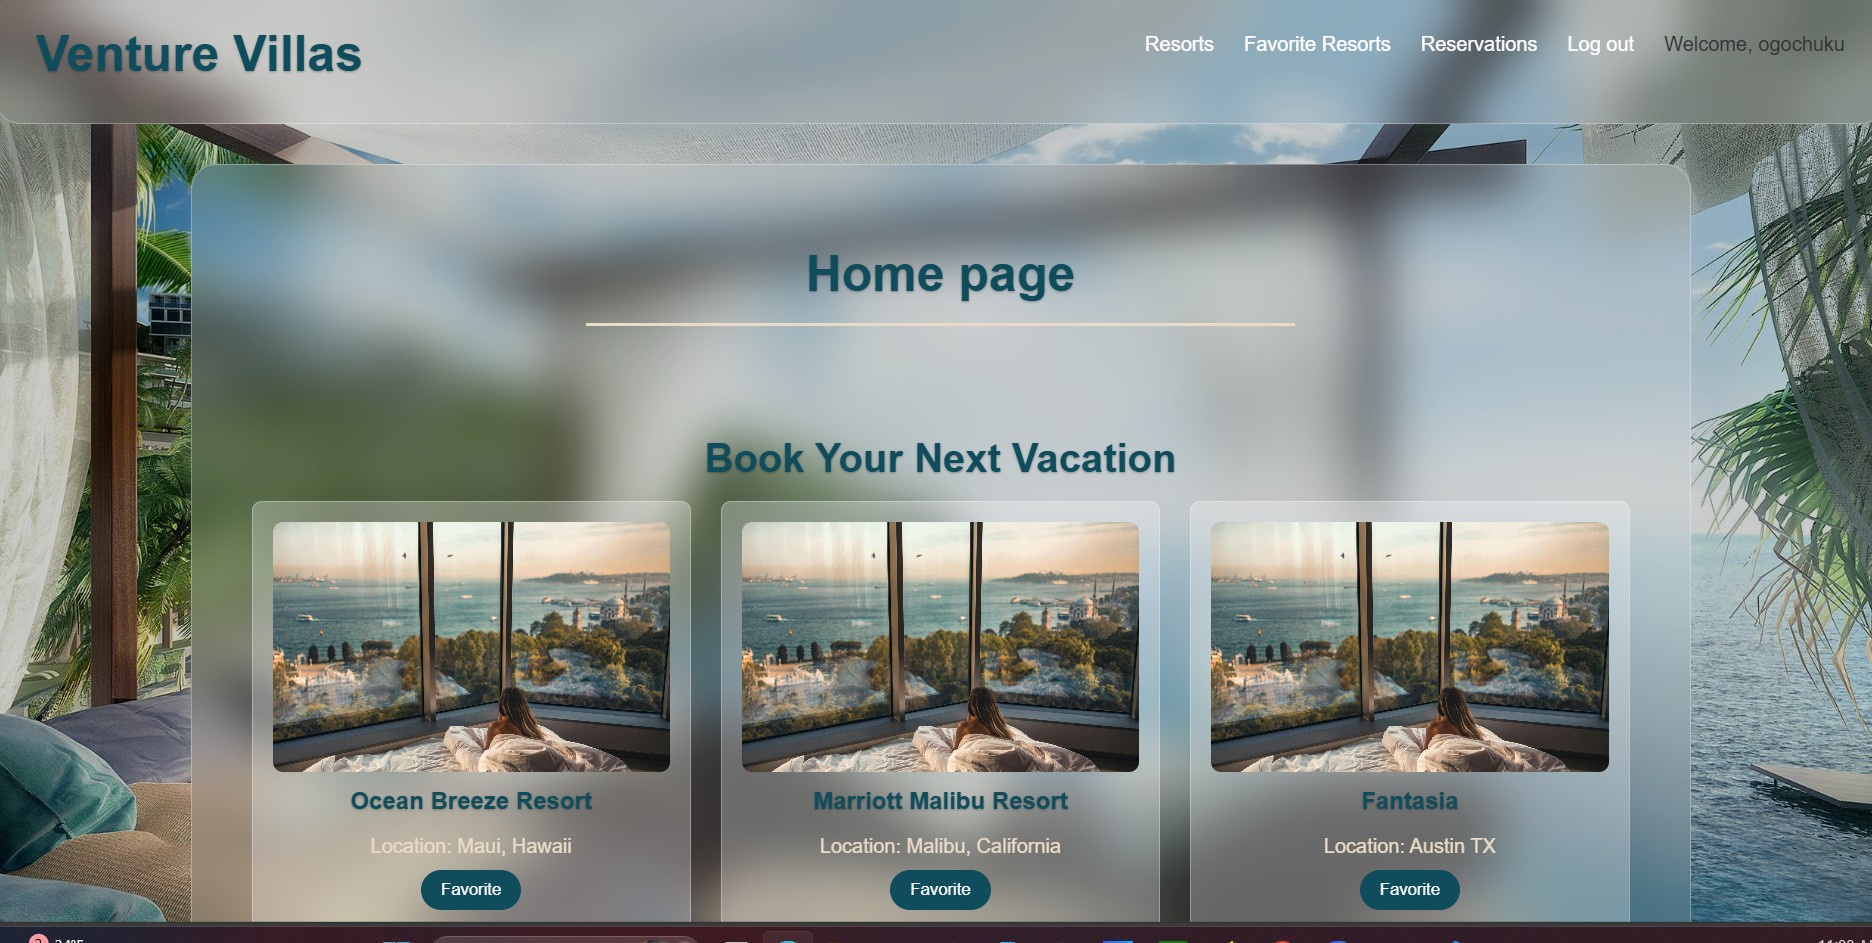 Venture Villas
Resorts Favorite Resorts Reservations Log out Welcome, ogochuku
Home page
Book Your Next Vacation
Ocean Breeze Resort
Location: Maui, Hawaii
Favorite
Marriott Malibu Resort
Location: Malibu, California
Favorite
Fantasia
Location: Austin TX
Favorite